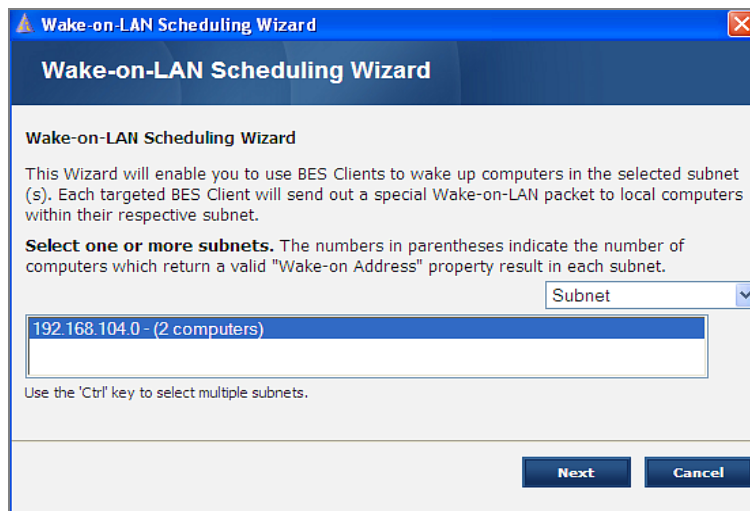 Wake-on-LAN Scheduling Wizard
Wake-on-LAN Scheduling Wizard
Wake-on-LAN Scheduling Wizard
This Wizard will enable you to use BES Clients to wake up computers in the selected subnet
(s). Each targeted BES Client will send out a special Wake-on-LAN packet to local computers
within their respective subnet.
Select one or more subnets. The numbers in parentheses indicate the number of
computers which return a valid "Wake-on Address" property result in each subnet.
Subnet
192.168.104.0 - (2 computers)
Use the 'Ctrl' key to select multiple subnets.
Next Cancel